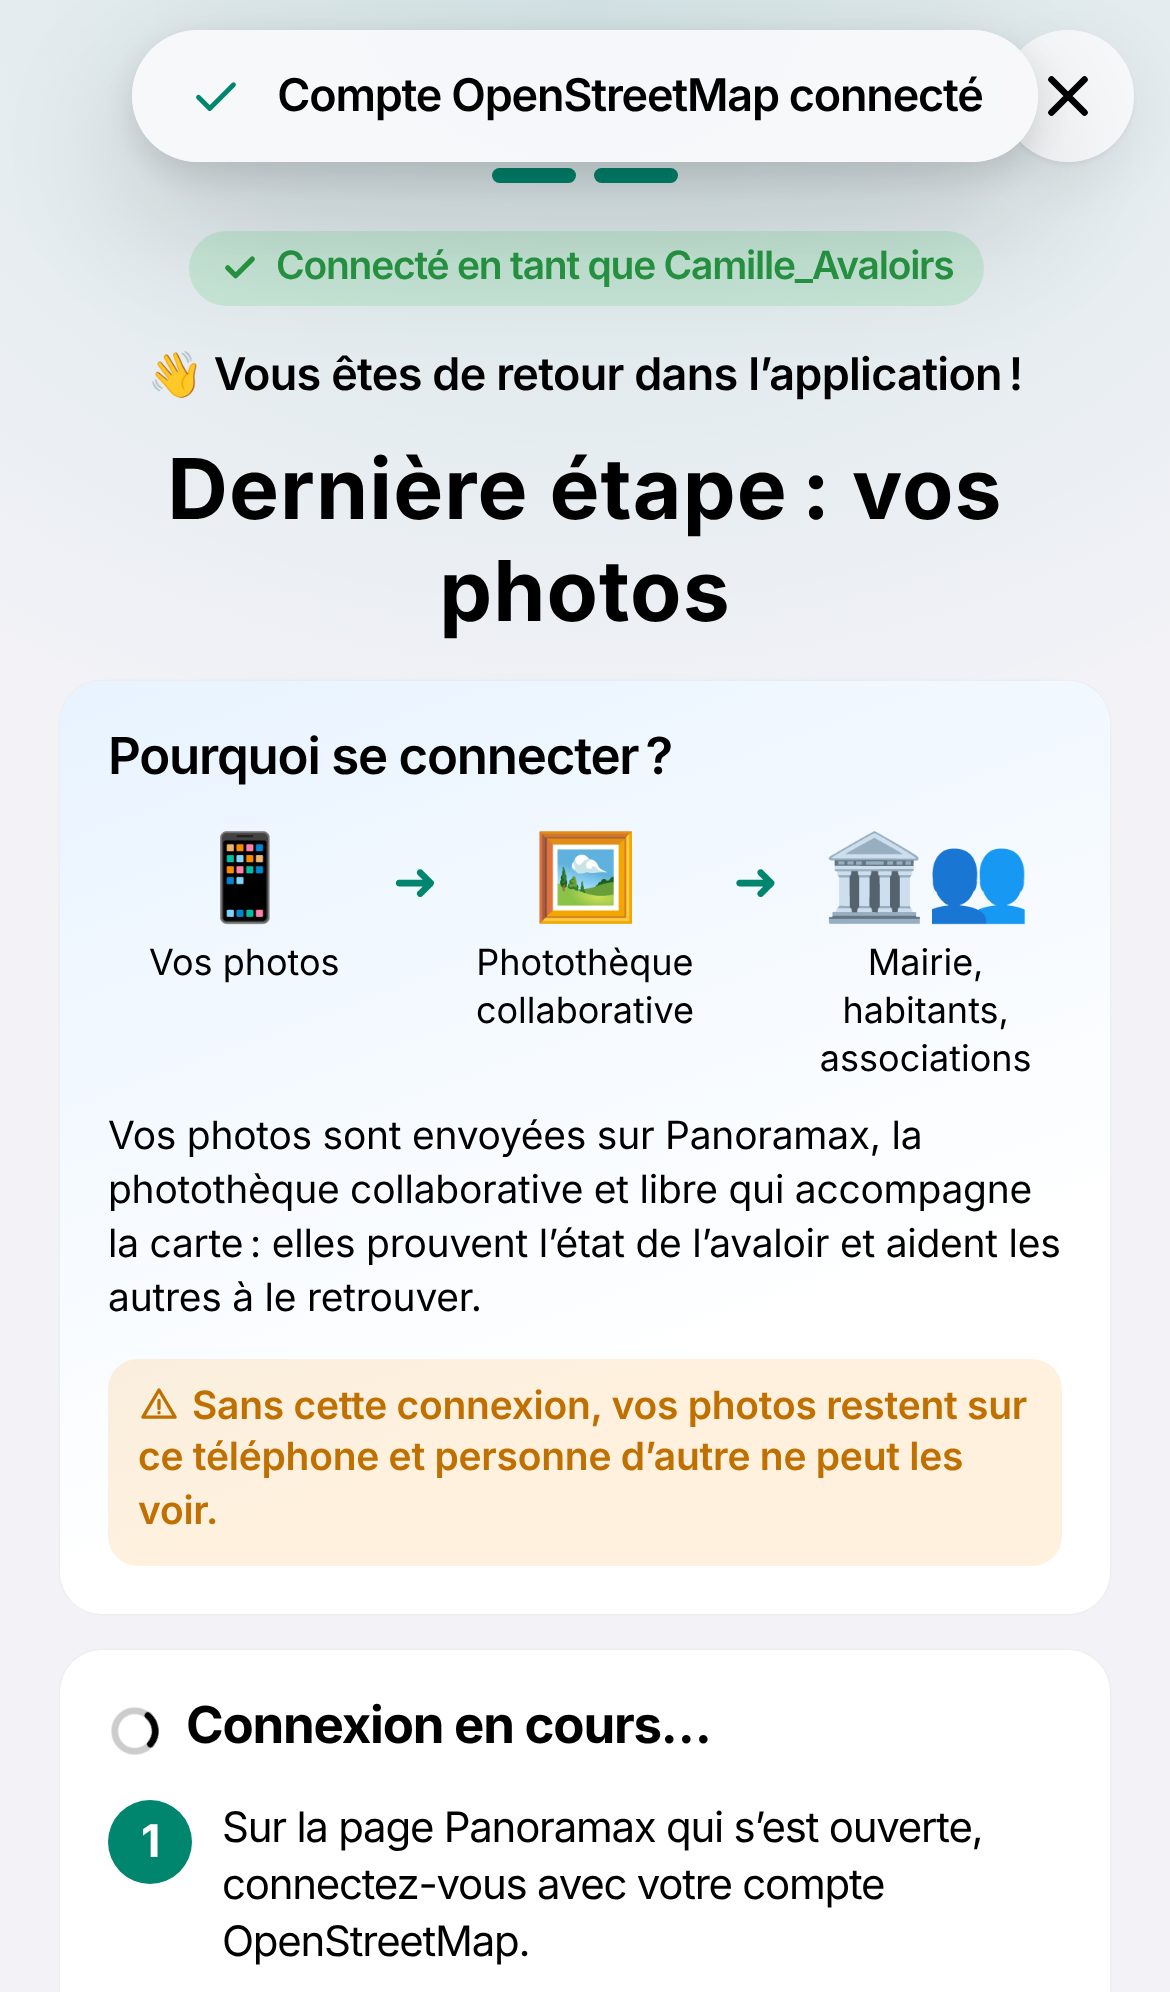 Compte OpenStreetMap connecté
Connecté en tant que Camille_Avaloirs
👋 Vous êtes de retour dans l’application !
Dernière étape : vos
photos
Pourquoi se connecter ?
Vos photos
Photothèque
collaborative
Mairie,
habitants,
associations
Vos photos sont envoyées sur Panoramax, la
photothèque collaborative et libre qui accompagne
la carte : elles prouvent l’état de l’avaloir et aident les
autres à le retrouver.
⚠ Sans cette connexion, vos photos restent sur
ce téléphone et personne d’autre ne peut les
voir.
Connexion en cours…
1
Sur la page Panoramax qui s’est ouverte,
connectez-vous avec votre compte
OpenStreetMap.